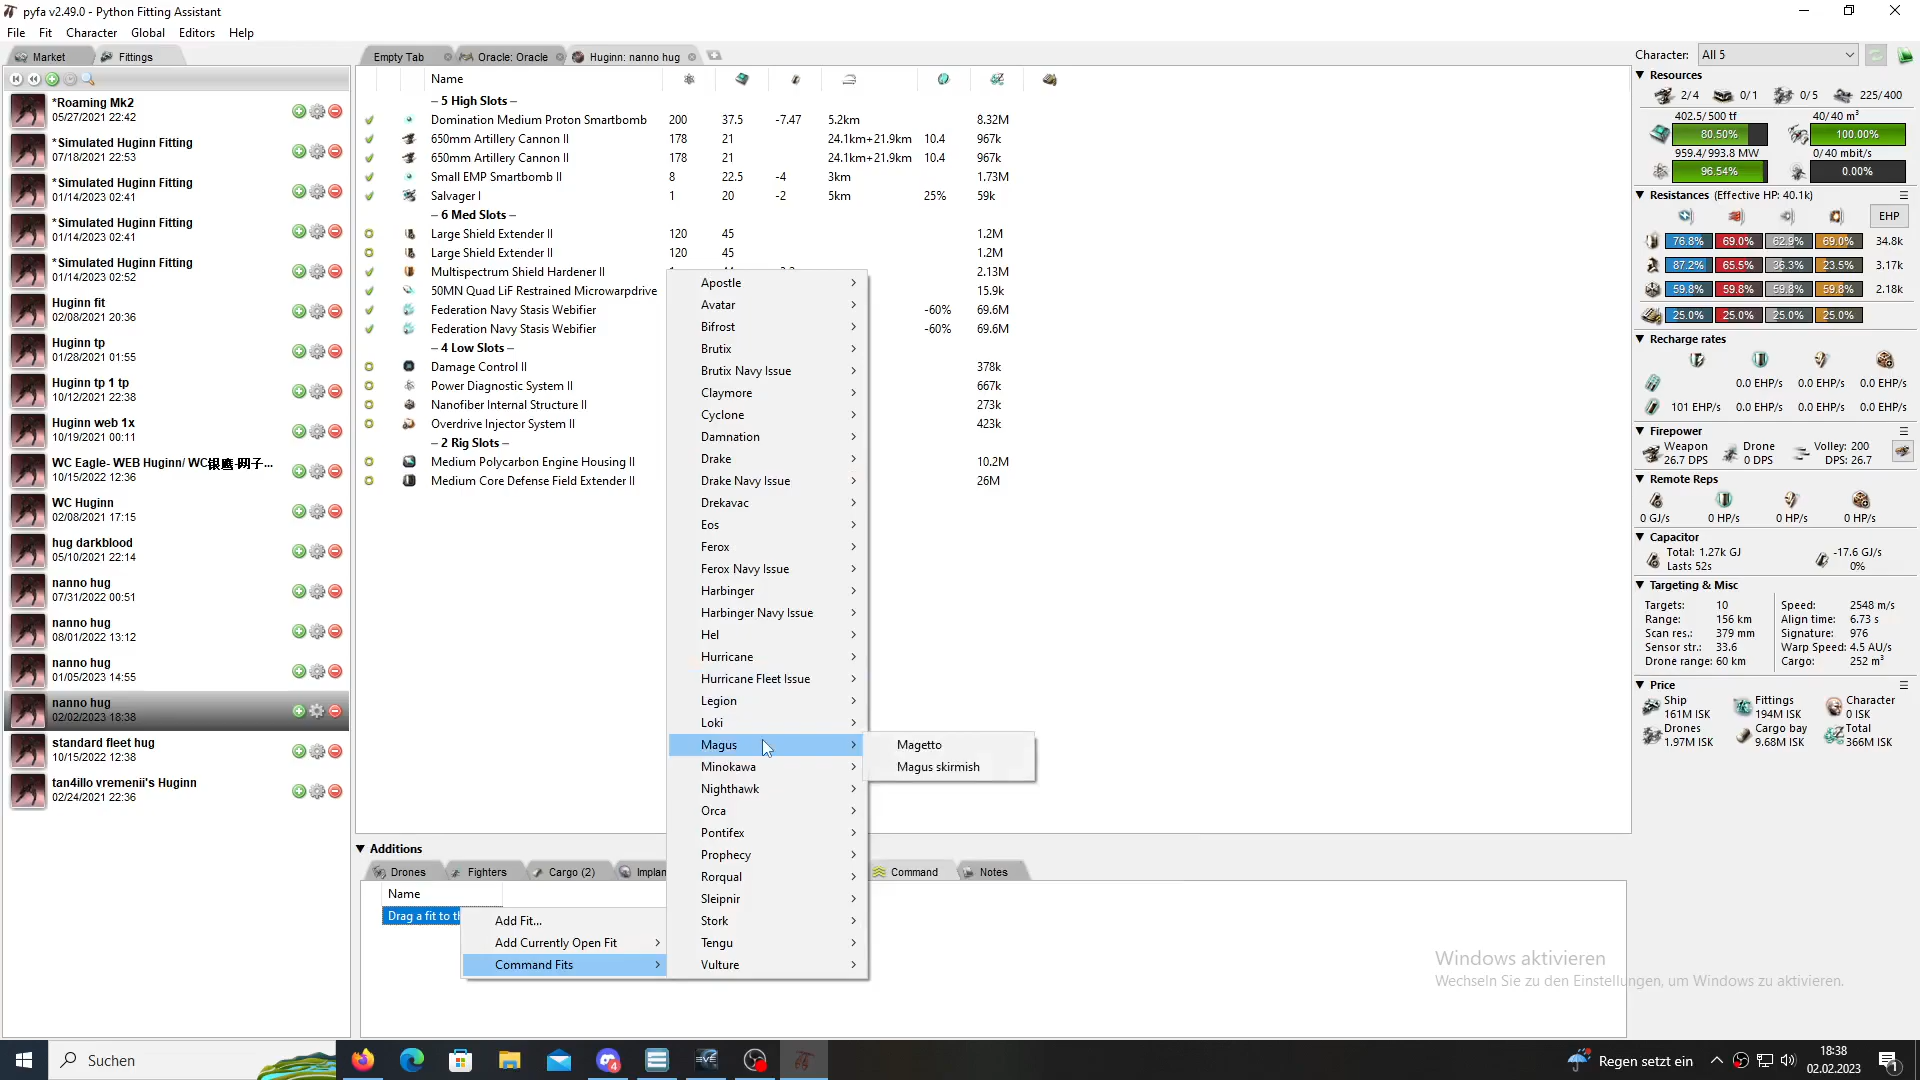 pyfa v2.49.0 - Python Fitting Assistant
File Fit Character Global Editors Help
Market Fittings
Empty Tab Oracle: Oracle Huginn: nanno hug
Character: All 5
*Roaming Mk2
05/27/2021 22:42
*Simulated Huginn Fitting
07/18/2021 22:53
*Simulated Huginn Fitting
01/14/2023 02:41
*Simulated Huginn Fitting
01/14/2023 02:41
*Simulated Huginn Fitting
01/14/2023 02:52
Huginn fit
02/08/2021 20:36
Huginn tp
01/28/2021 01:55
Huginn tp 1 tp
10/12/2021 22:38
Huginn web 1x
10/19/2021 00:11
WC Eagle- WEB Huginn/ WC银鹰-网子...
10/15/2022 12:36
WC Huginn
02/08/2021 17:15
hug darkblood
05/10/2021 22:14
nanno hug
07/31/2022 00:51
nanno hug
08/01/2022 13:12
nanno hug
01/05/2023 14:55
nanno hug
02/02/2023 18:38
standard fleet hug
10/15/2022 12:38
tan4illo vremenii's Huginn
02/24/2021 22:36
Name
– 5 High Slots –
Domination Medium Proton Smartbomb 200 37.5 -7.47 5.2km 8.32M
650mm Artillery Cannon II 178 21 24.1km+21.9km 10.4 967k
650mm Artillery Cannon II 178 21 24.1km+21.9km 10.4 967k
Small EMP Smartbomb II 8 22.5 -4 3km 1.73M
Salvager I 1 20 -2 5km 25% 59k
– 6 Med Slots –
Large Shield Extender II 120 45 1.2M
Large Shield Extender II 120 45 1.2M
Multispectrum Shield Hardener II 2.13M
50MN Quad LiF Restrained Microwarpdrive 15.9k
Federation Navy Stasis Webifier -60% 69.6M
Federation Navy Stasis Webifier -60% 69.6M
– 4 Low Slots –
Damage Control II 378k
Power Diagnostic System II 667k
Nanofiber Internal Structure II 273k
Overdrive Injector System II 423k
– 2 Rig Slots –
Medium Polycarbon Engine Housing II 10.2M
Medium Core Defense Field Extender II 26M
Apostle
Avatar
Bifrost
Brutix
Brutix Navy Issue
Claymore
Cyclone
Damnation
Drake
Drake Navy Issue
Drekavac
Eos
Ferox
Ferox Navy Issue
Harbinger
Harbinger Navy Issue
Hel
Hurricane
Hurricane Fleet Issue
Legion
Loki
Magus
Minokawa
Nighthawk
Orca
Pontifex
Prophecy
Rorqual
Sleipnir
Stork
Tengu
Vulture
Magetto
Magus skirmish
Additions
Drones Fighters Cargo (2) Implan Command Notes
Name
Drag a fit to th
Add Fit...
Add Currently Open Fit
Command Fits
Resources
2/4 0/1 0/5 225/400
402.5/500 tf 40/40 m³
80.50% 100.00%
959.4/993.8 MW 0/40 mbit/s
96.54% 0.00%
Resistances (Effective HP: 40.1k)
EHP
76.8% 69.0% 62.9% 69.0% 34.8k
87.2% 65.5% 36.3% 23.5% 3.17k
59.8% 59.8% 59.8% 59.8% 2.18k
25.0% 25.0% 25.0% 25.0%
Recharge rates
0.0 EHP/s 0.0 EHP/s 0.0 EHP/s
101 EHP/s 0.0 EHP/s 0.0 EHP/s 0.0 EHP/s
Firepower
Weapon Drone Volley: 200
26.7 DPS 0 DPS DPS: 26.7
Remote Reps
0 GJ/s 0 HP/s 0 HP/s 0 HP/s
Capacitor
Total: 1.27k GJ -17.6 GJ/s
Lasts 52s 0%
Targeting & Misc
Targets: 10 Speed: 2548 m/s
Range: 156 km Align time: 6.73 s
Scan res.: 379 mm Signature: 976
Sensor str.: 33.6 Warp Speed: 4.5 AU/s
Drone range: 60 km Cargo: 252 m³
Price
Ship Fittings Character
161M ISK 194M ISK 0 ISK
Drones Cargo bay Total
1.97M ISK 9.68M ISK 366M ISK
Windows aktivieren
Wechseln Sie zu den Einstellungen, um Windows zu aktivieren.
Suchen
4
EVE
Regen setzt ein
18:38
02.02.2023
1